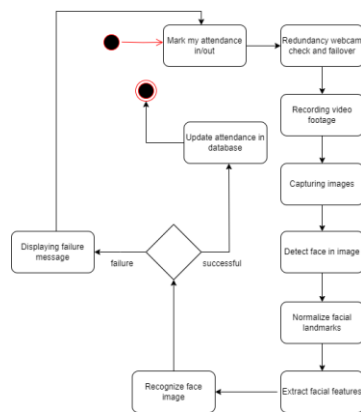 Mark my attendance
in/out
Redundancy webcam
check and failover
Recording video
footage
Update attendance in
database
Capturing images
Displaying failure
message
failure
successful
Detect face in image
Normalize facial
landmarks
Recognize face
image
Extract facial features